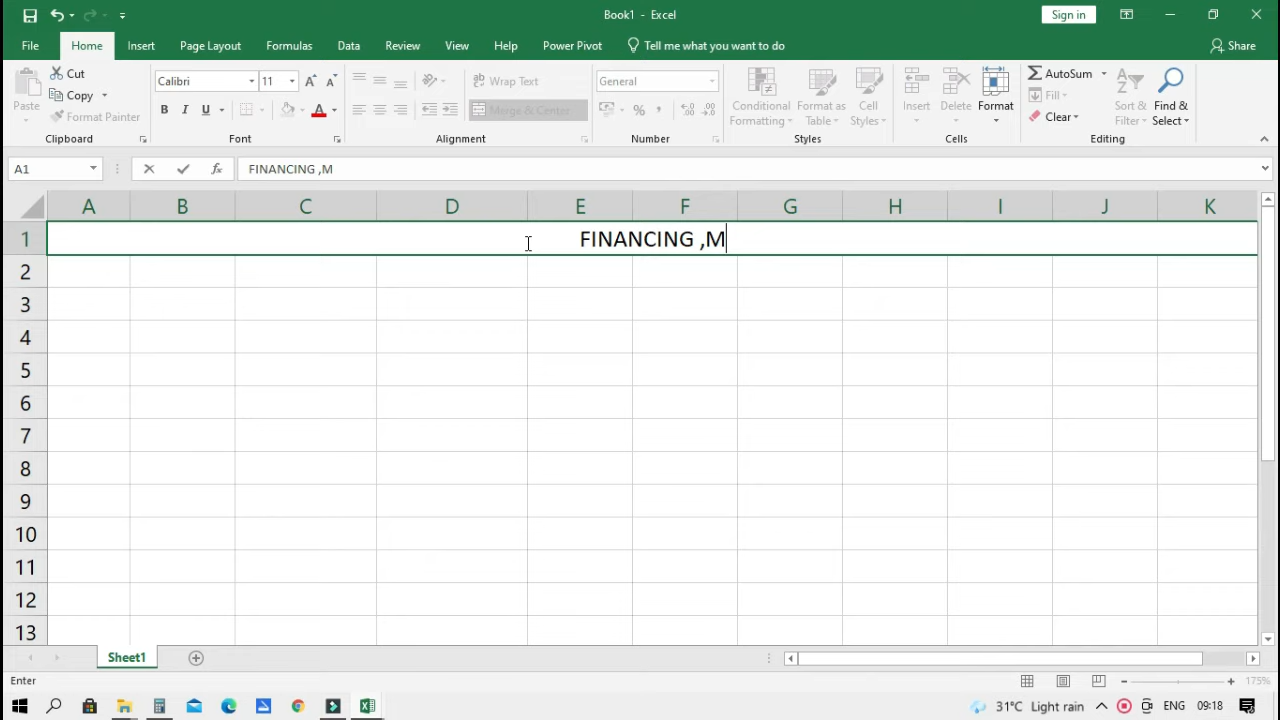 Book1 - Excel
Sign in
File Home Insert Page Layout Formulas Data Review View Help Power Pivot Tell me what you want to do Share
Paste
Cut
Copy
Format Painter
Clipboard
Calibri 11
B I U
Font
Wrap Text
Merge & Center
Alignment
General
%
Number
Conditional Formatting
Format as Table
Cell Styles
Styles
Insert
Delete
Format
Cells
AutoSum
Fill
Clear
Sort & Filter
Find & Select
Editing
A1 fx FINANCING ,M
A B C D E F G H I J K
1 FINANCING ,M
2
3
4
5
6
7
8
9
10
11
12
13
Sheet1
Enter 175%
31°C Light rain ENG 09:18